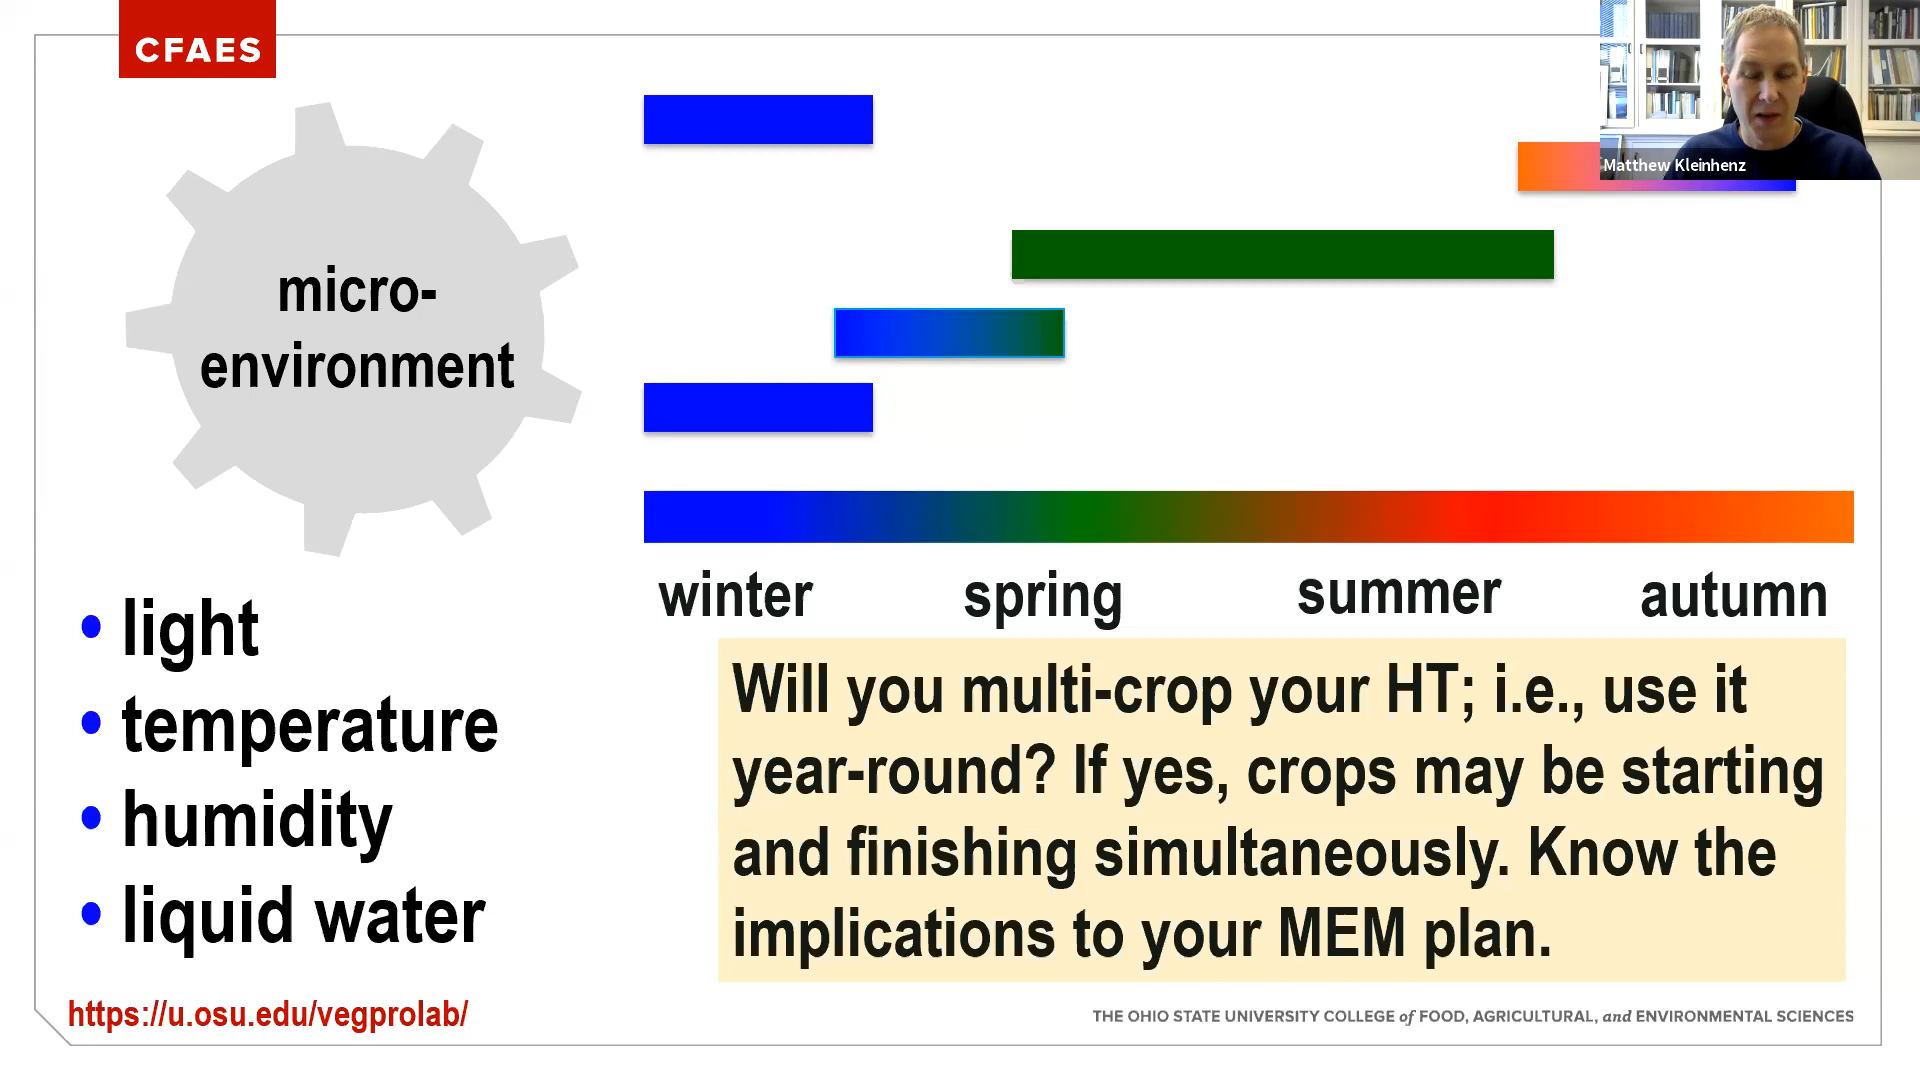 CFAES
Matthew Kleinhenz
micro-
environment
winter spring summer autumn
• light
• temperature
• humidity
• liquid water
Will you multi-crop your HT; i.e., use it
year-round? If yes, crops may be starting
and finishing simultaneously. Know the
implications to your MEM plan.
https://u.osu.edu/vegprolab/
THE OHIO STATE UNIVERSITY COLLEGE of FOOD, AGRICULTURAL, and ENVIRONMENTAL SCIENCES